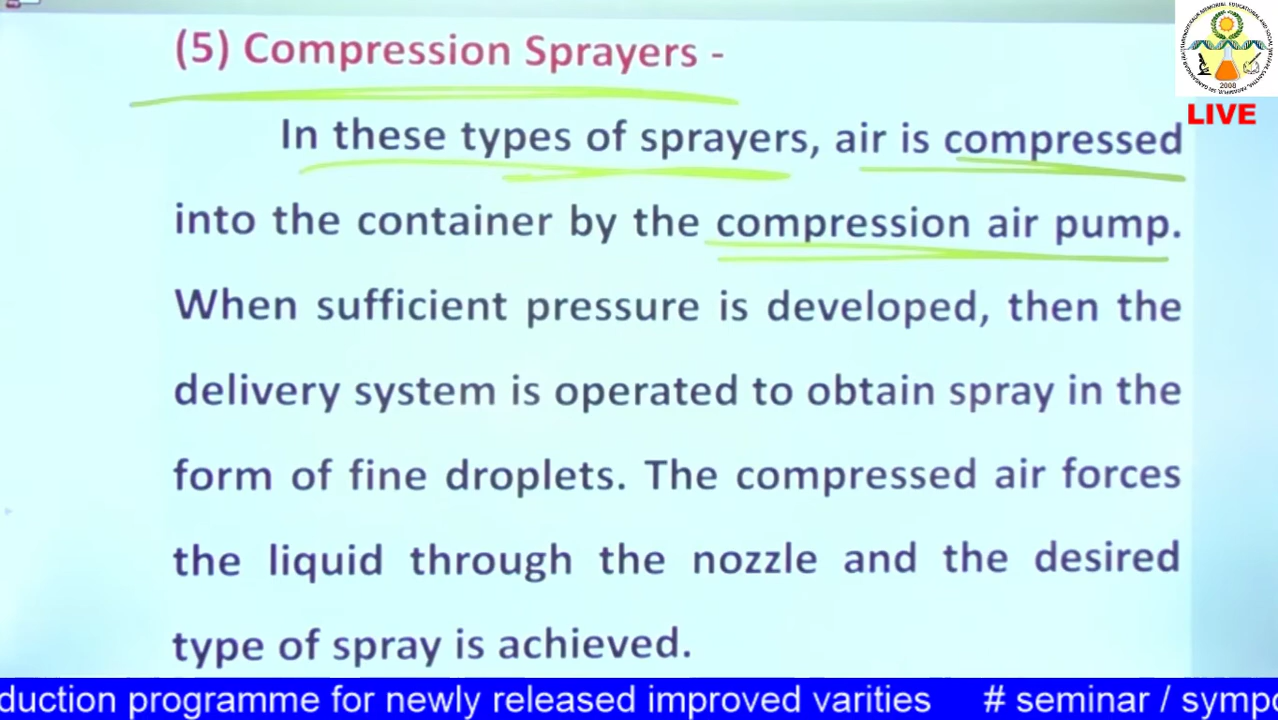 (5) Compression Sprayers -
In these types of sprayers, air is compressed
into the container by the compression air pump.
When sufficient pressure is developed, then the
delivery system is operated to obtain spray in the
form of fine droplets. The compressed air forces
the liquid through the nozzle and the desired
type of spray is achieved.
2008
LIVE
duction programme for newly released improved varities # seminar / sympo